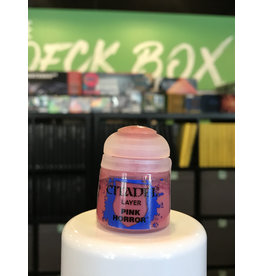 DECK BOX
CITADEL
LAYER
PINK
HORROR